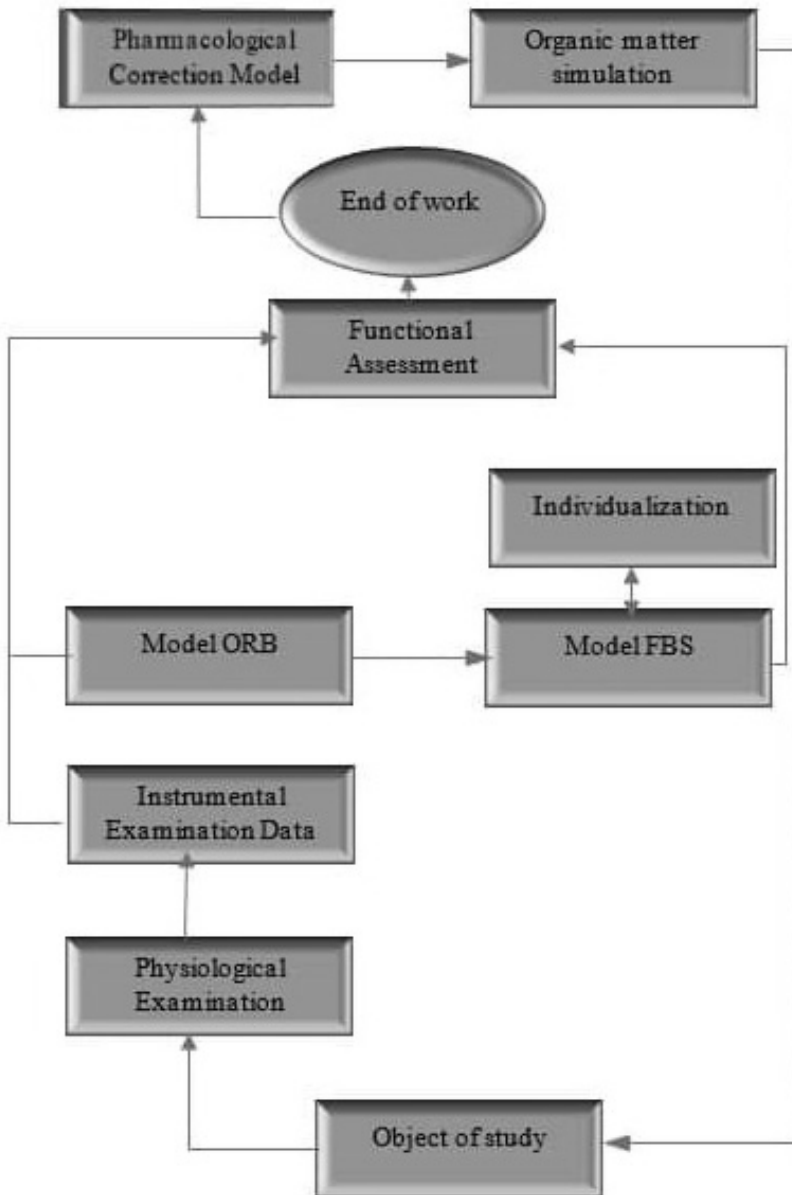 Pharmacological
Correction Model
Organic matter
simulation
End of work
Functional
Assessment
Individualization
Model ORB
Model FBS
Instrumental
Examination Data
Physiological
Examination
Object of study